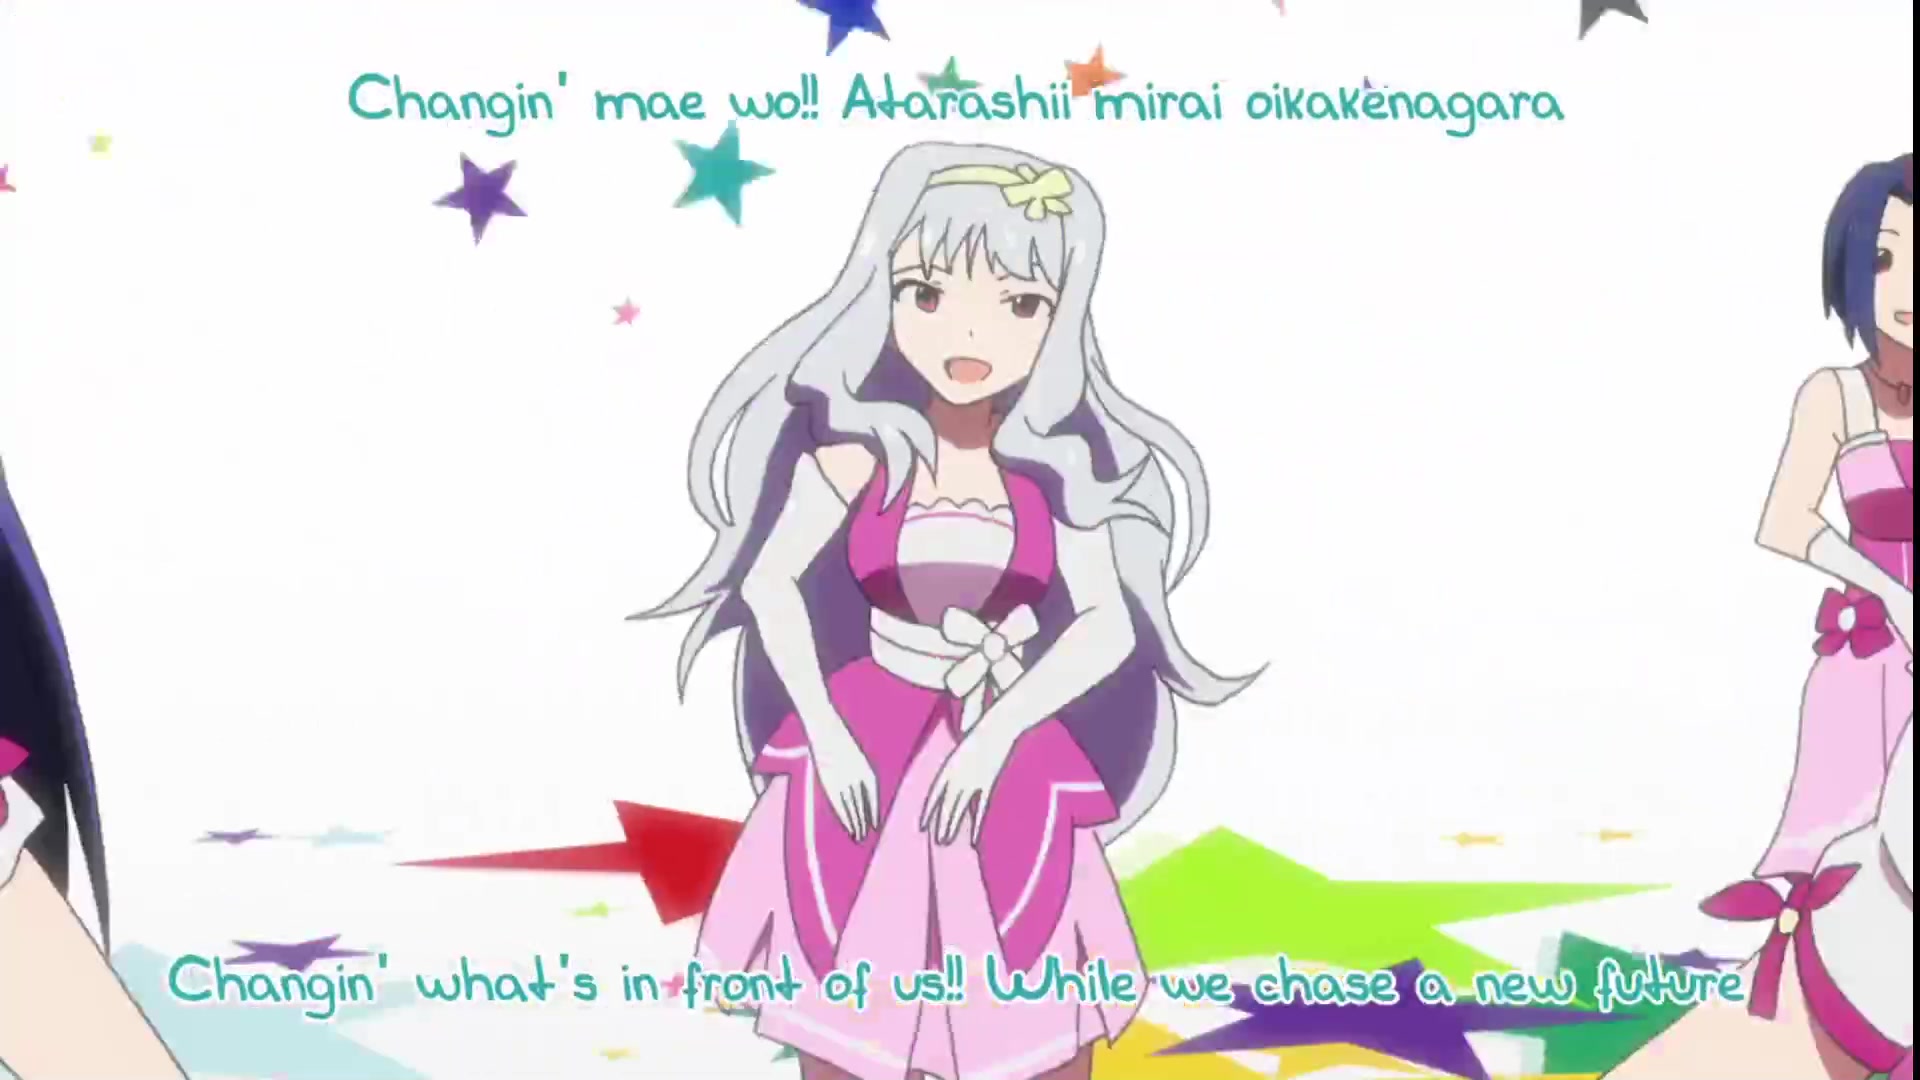 Changin' mae wo!! Atarashii mirai oikakenagara
Changin' what's in front of us!! While we chase a new future